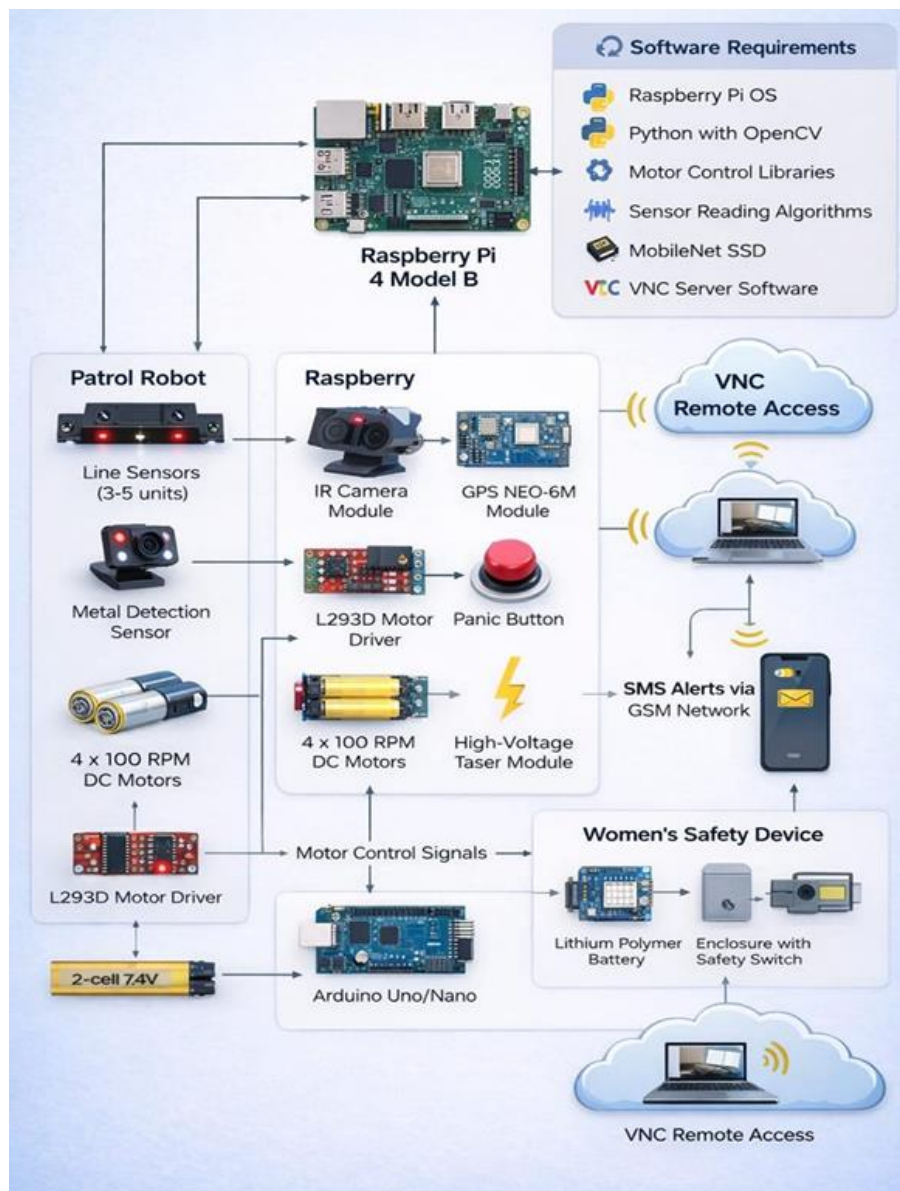 Software Requirements
Raspberry Pi OS
Python with OpenCV
Motor Control Libraries
Sensor Reading Algorithms
MobileNet SSD
VTC VNC Server Software
Raspberry Pi
4 Model B
Patrol Robot
Line Sensors
(3-5 units)
Metal Detection
Sensor
4 x 100 RPM
DC Motors
L293D Motor Driver
2-cell 7.4V
Raspberry
IR Camera
Module
GPS NEO-6M
Module
L293D Motor
Driver
Panic Button
4 x 100 RPM
DC Motors
High-Voltage
Taser Module
VNC
Remote Access
SMS Alerts via
GSM Network
Motor Control Signals
Arduino Uno/Nano
Women's Safety Device
Lithium Polymer
Battery
Enclosure with
Safety Switch
VNC Remote Access